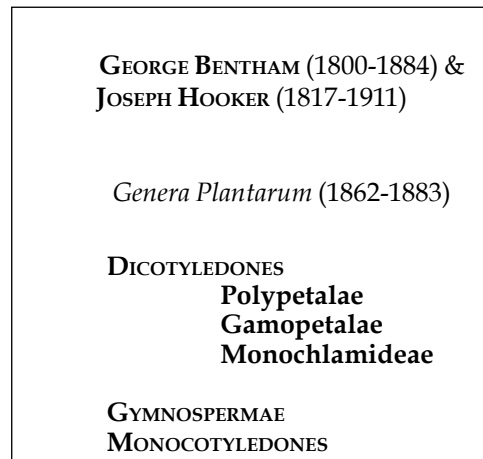 GEORGE BENTHAM (1800-1884) &
JOSEPH HOOKER (1817-1911)
Genera Plantarum (1862-1883)
DICOTYLEDONES
Polypetalae
Gamopetalae
Monochlamideae
GYMNOSPERMAE
MONOCOTYLEDONES